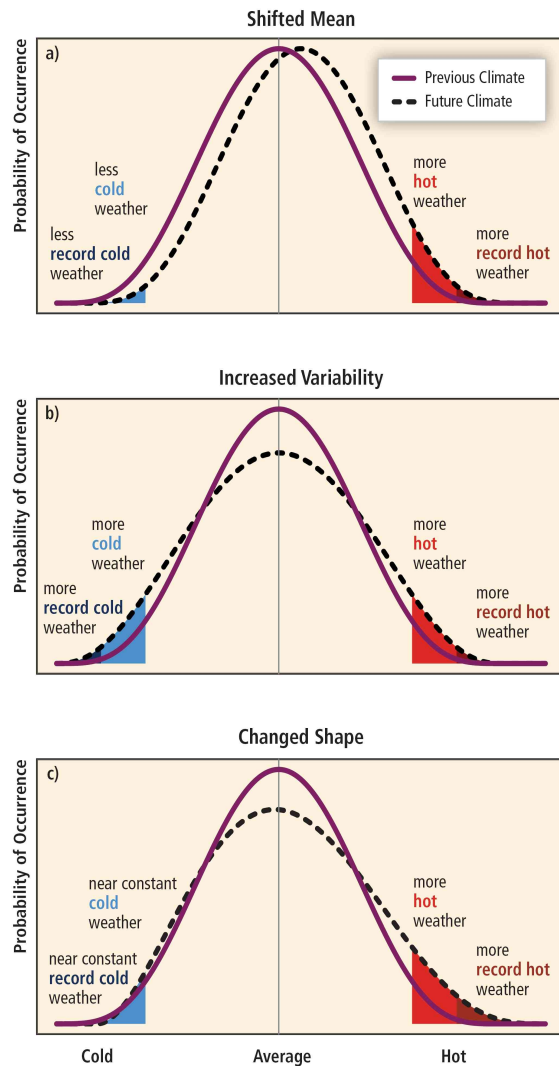 Shifted Mean
a)
Probability of Occurrence
Previous Climate
Future Climate
less
cold
weather
less
record cold
weather
more
hot
weather
more
record hot
weather
Increased Variability
b)
Probability of Occurrence
more
cold
weather
more
record cold
weather
more
hot
weather
more
record hot
weather
Changed Shape
c)
Probability of Occurrence
near constant
cold
weather
near constant
record cold
weather
more
hot
weather
more
record hot
weather
Cold
Average
Hot